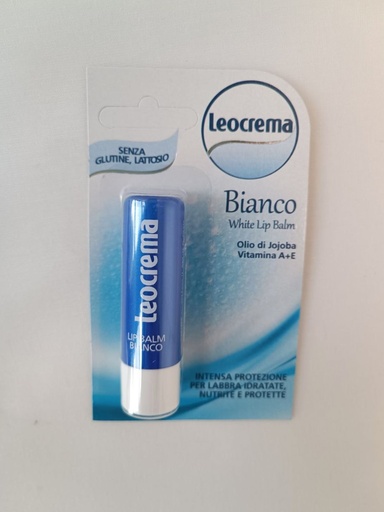 SENZA
GLUTINE, LATTOSIO
Leocrema
Bianco
White Lip Balm
Olio di Jojoba
Vitamina A+E
Leocrema
LIP BALM
BIANCO
INTENSA PROTEZIONE
PER LABBRA IDRATATE,
NUTRITE E PROTETTE